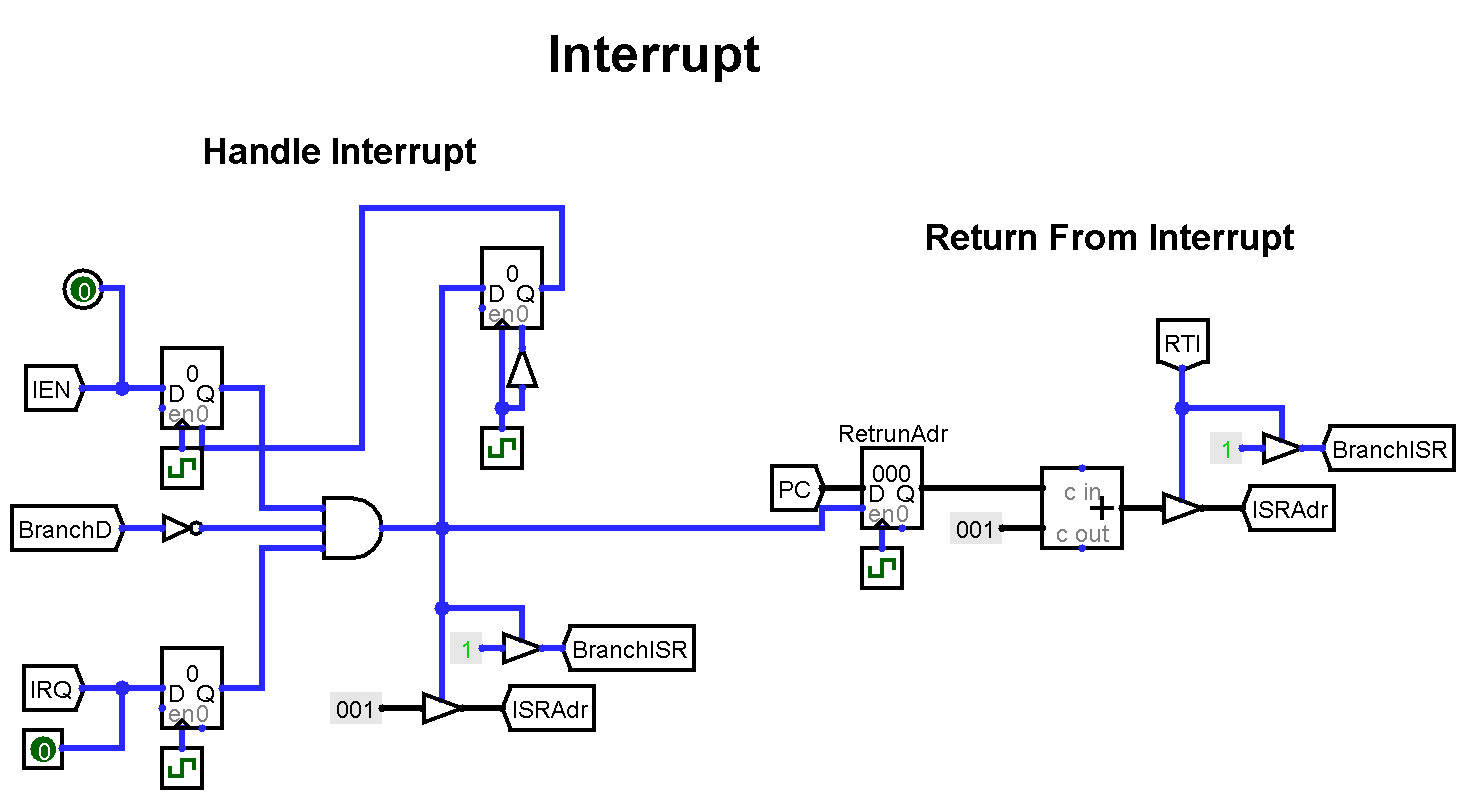 Interrupt
Handle Interrupt
Return From Interrupt
0
D Q
en0
0
IEN
0
D Q
en0
RTI
1
BranchISR
RetrunAdr
PC
000
D Q
en0
c in
+
c out
001
ISRAdr
BranchD
1
BranchISR
IRQ
0
D Q
en0
0
001
ISRAdr